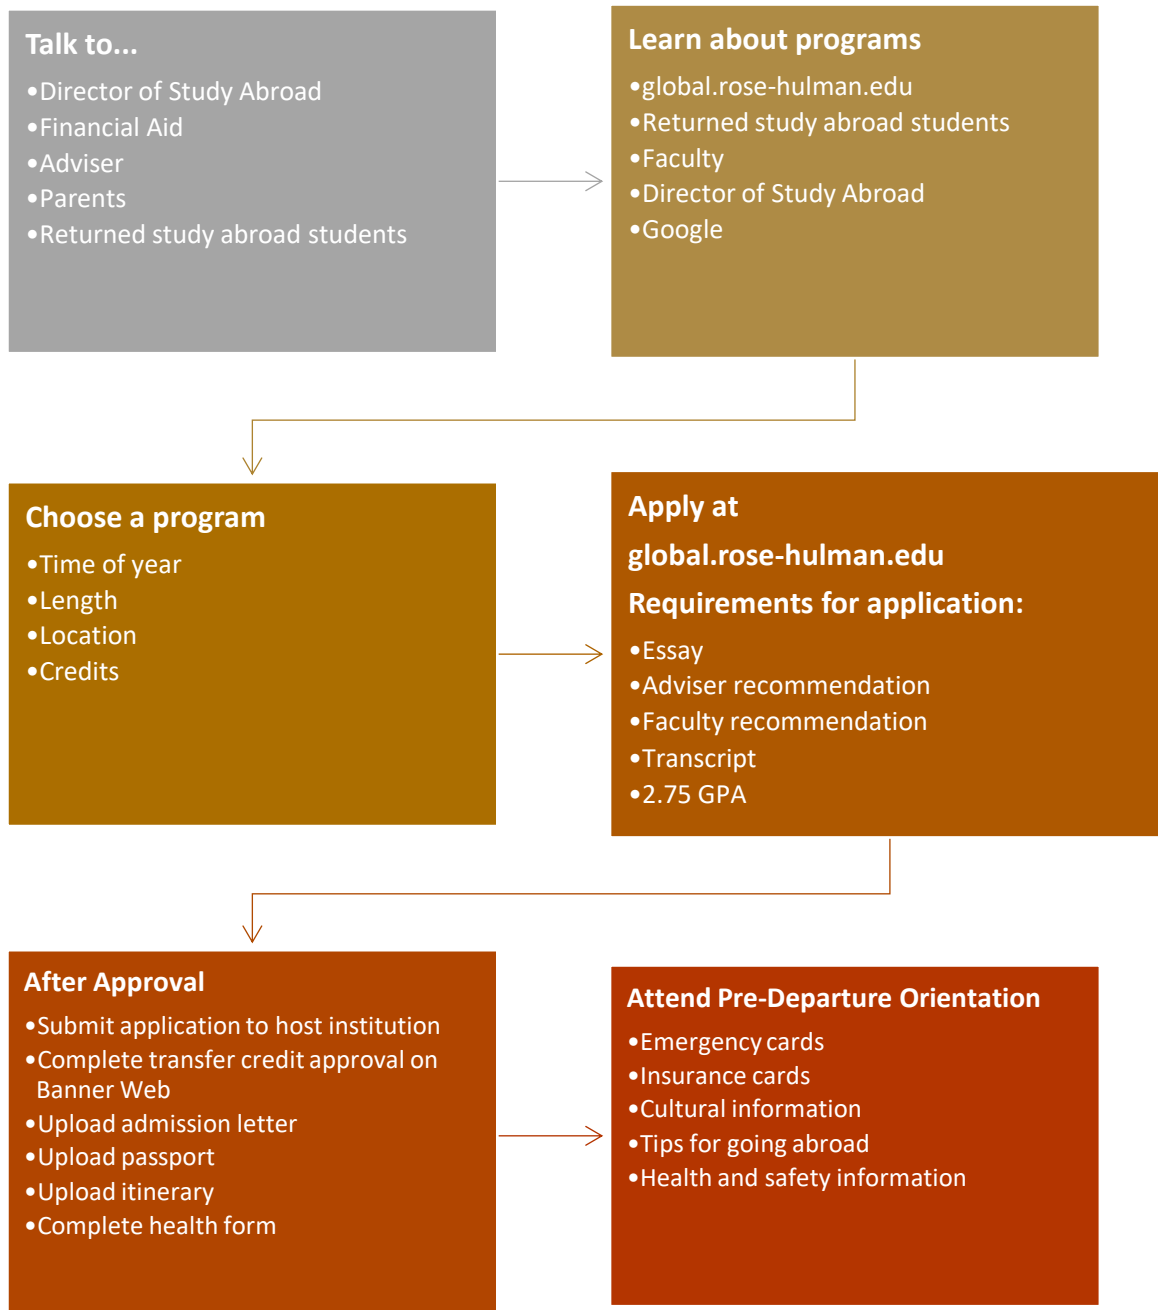 Talk to...
•Director of Study Abroad
•Financial Aid
•Adviser
•Parents
•Returned study abroad students
Learn about programs
•global.rose-hulman.edu
•Returned study abroad students
•Faculty
•Director of Study Abroad
•Google
Choose a program
•Time of year
•Length
•Location
•Credits
Apply at
global.rose-hulman.edu
Requirements for application:
•Essay
•Adviser recommendation
•Faculty recommendation
•Transcript
•2.75 GPA
After Approval
•Submit application to host institution
•Complete transfer credit approval on
Banner Web
•Upload admission letter
•Upload passport
•Upload itinerary
•Complete health form
Attend Pre-Departure Orientation
•Emergency cards
•Insurance cards
•Cultural information
•Tips for going abroad
•Health and safety information